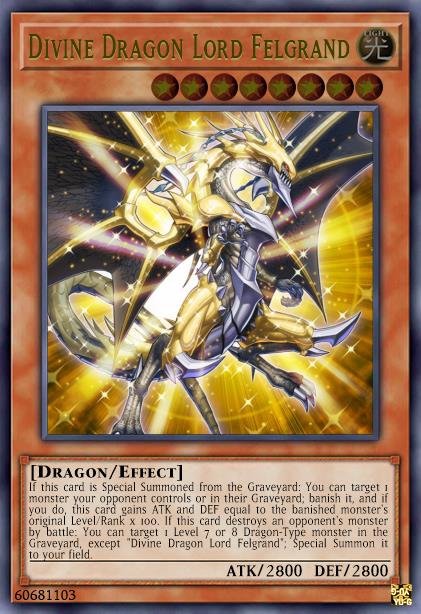 DIVINE DRAGON LORD FELGRAND
LIGHT
光
[DRAGON/EFFECT]
If this card is Special Summoned from the Graveyard: You can target 1
monster your opponent controls or in their Graveyard; banish it, and if
you do, this card gains ATK and DEF equal to the banished monster's
original Level/Rank x 100. If this card destroys an opponent's monster
by battle: You can target 1 Level 7 or 8 Dragon-Type monster in the
Graveyard, except "Divine Dragon Lord Felgrand"; Special Summon it
to your field.
ATK/2800 DEF/2800
60681103